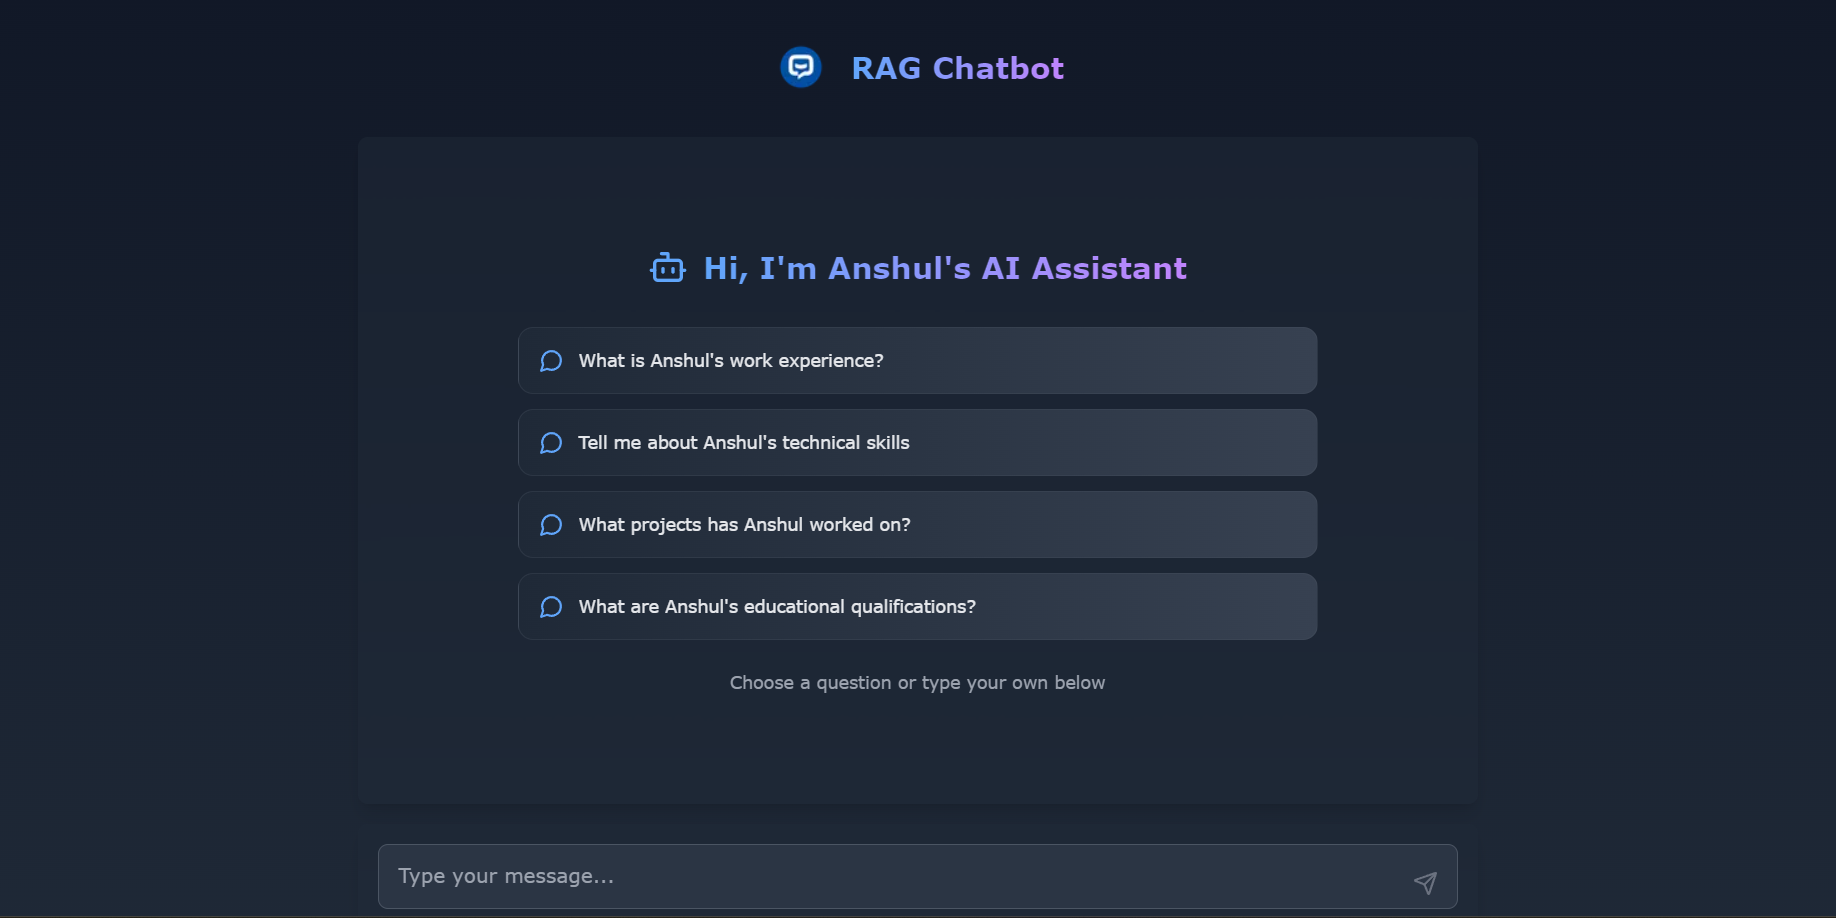 RAG Chatbot
Hi, I'm Anshul's AI Assistant
What is Anshul's work experience?
Tell me about Anshul's technical skills
What projects has Anshul worked on?
What are Anshul's educational qualifications?
Choose a question or type your own below
Type your message...